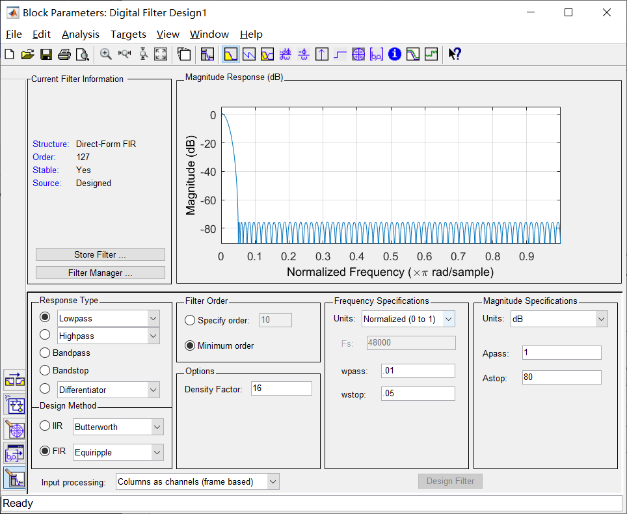 Block Parameters: Digital Filter Design1
File Edit Analysis Targets View Window Help
Current Filter Information
Structure: Direct-Form FIR
Order: 127
Stable: Yes
Source: Designed
Store Filter ...
Filter Manager ...
Magnitude Response (dB)
0
-20
-40
-60
-80
Magnitude (dB)
0 0.1 0.2 0.3 0.4 0.5 0.6 0.7 0.8 0.9
Normalized Frequency (×π rad/sample)
Response Type
Lowpass
Highpass
Bandpass
Bandstop
Differentiator
Design Method
IIR Butterworth
FIR Equiripple
Filter Order
Specify order: 10
Minimum order
Options
Density Factor: 16
Frequency Specifications
Units: Normalized (0 to 1)
Fs: 48000
wpass: .01
wstop: .05
Magnitude Specifications
Units: dB
Apass: 1
Astop: 80
Input processing: Columns as channels (frame based)
Design Filter
Ready